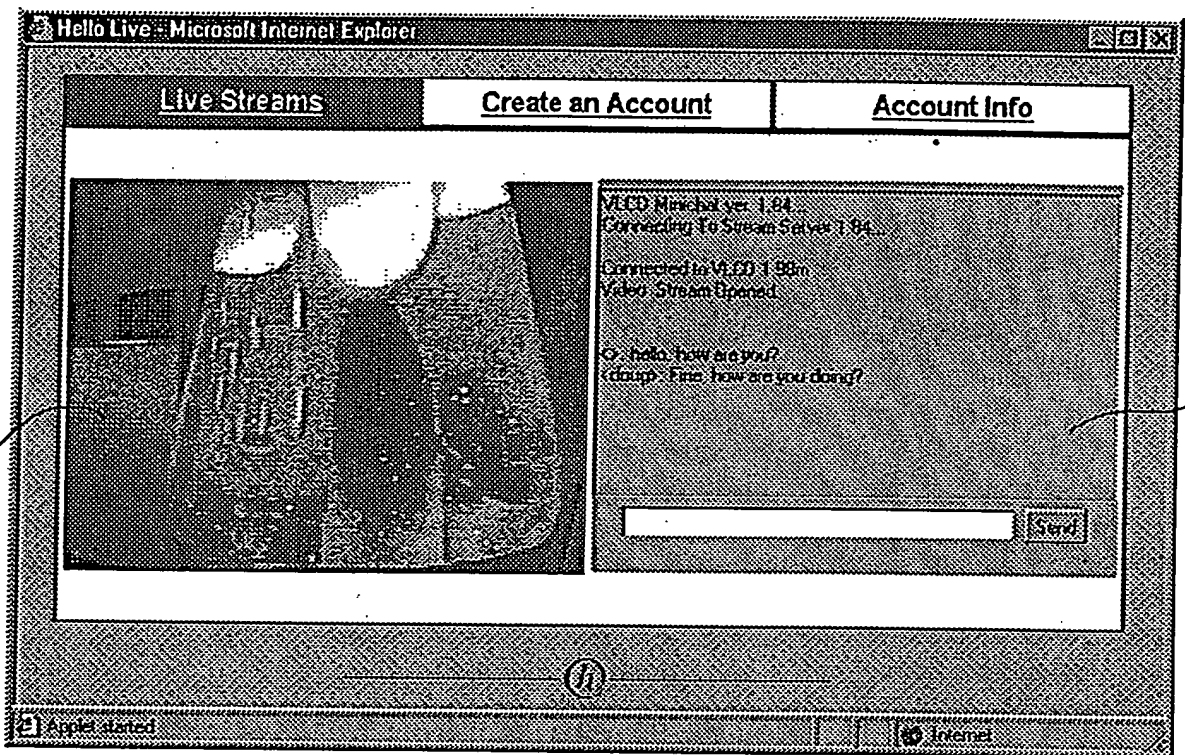 Hello Live - Microsoft Internet Explorer
Live Streams
Create an Account
Account Info
VLCD Minichat ver 1.84...
Connecting To Stream Server 1.84...
Connected to VLCD 1.98m
Video Stream Opened.
<>: hello, how are you?
<doug>: Fine, how are you doing?
Send
h
Applet started
Internet